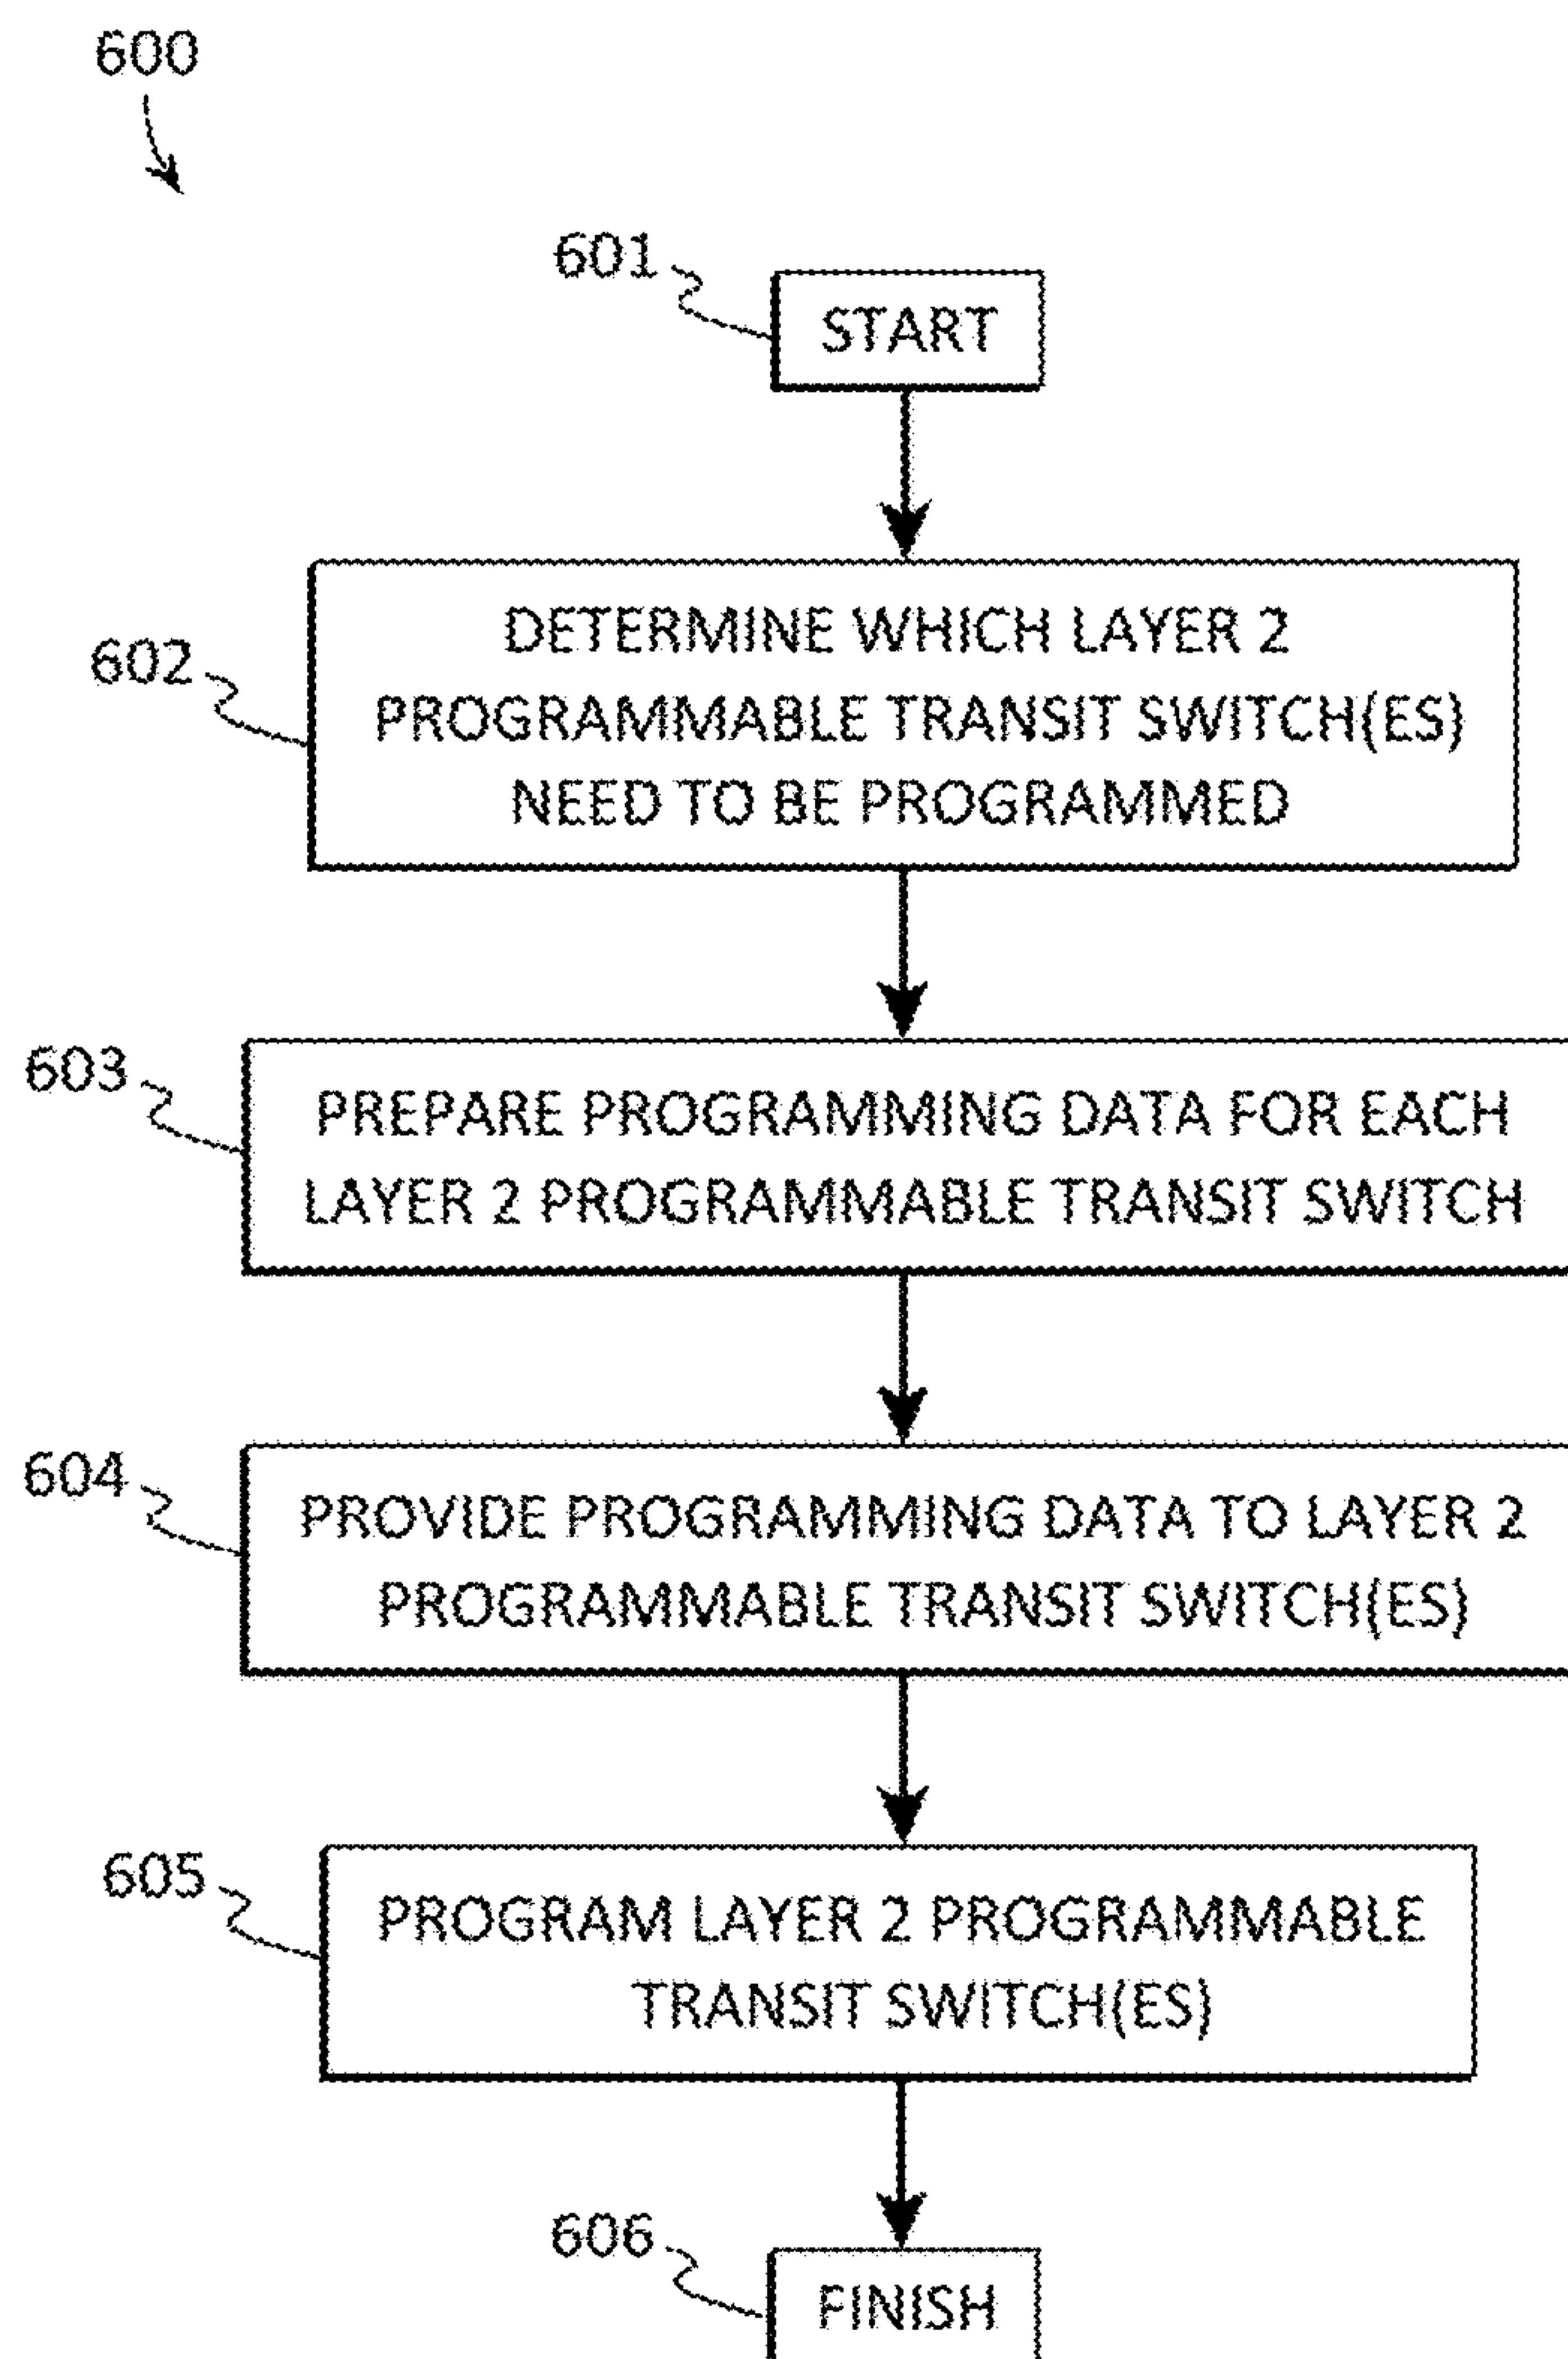 600
601
START
602
DETERMINE WHICH LAYER 2
PROGRAMMABLE TRANSIT SWITCH(ES)
NEED TO BE PROGRAMMED
603
PREPARE PROGRAMMING DATA FOR EACH
LAYER 2 PROGRAMMABLE TRANSIT SWITCH
604
PROVIDE PROGRAMMING DATA TO LAYER 2
PROGRAMMABLE TRANSIT SWITCH(ES)
605
PROGRAM LAYER 2 PROGRAMMABLE
TRANSIT SWITCH(ES)
606
FINISH